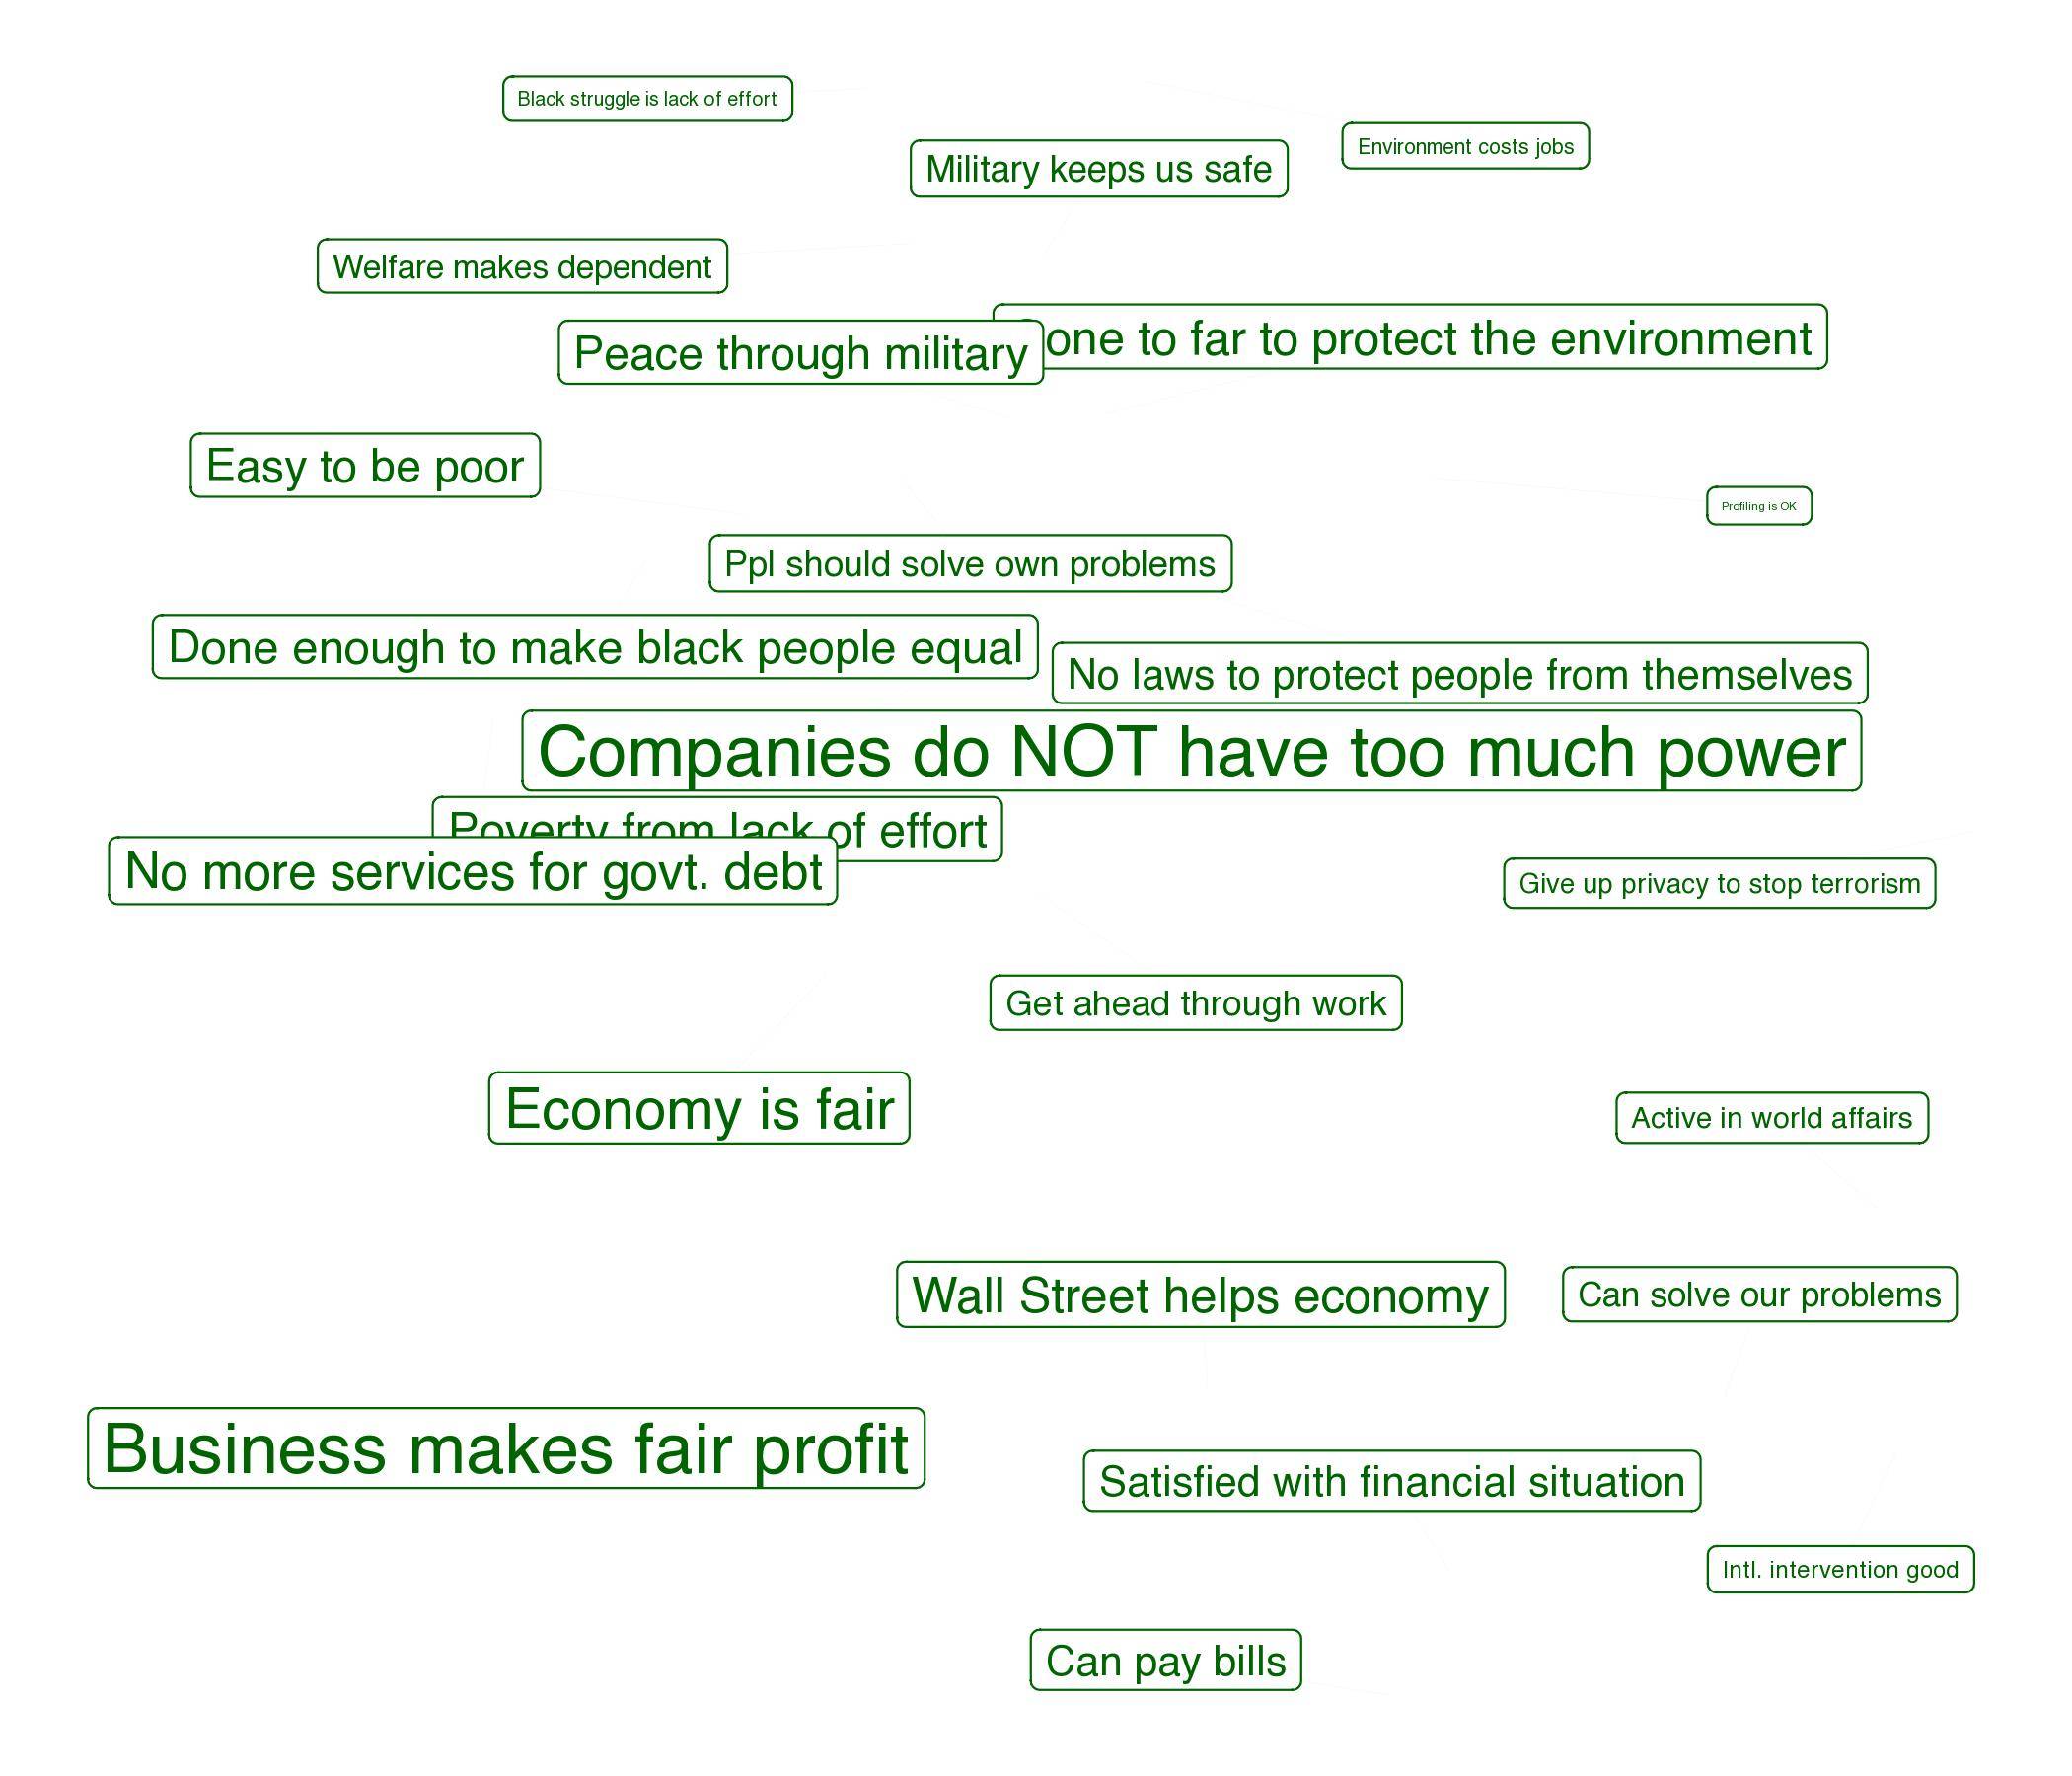 Black struggle is lack of effort
Environment costs jobs
Military keeps us safe
Welfare makes dependent
Peace through military
one to far to protect the environment
Easy to be poor
Profiling is OK
Ppl should solve own problems
Done enough to make black people equal
No laws to protect people from themselves
Companies do NOT have too much power
Poverty from lack of effort
No more services for govt. debt
Give up privacy to stop terrorism
Get ahead through work
Economy is fair
Active in world affairs
Wall Street helps economy
Can solve our problems
Business makes fair profit
Satisfied with financial situation
Intl. intervention good
Can pay bills